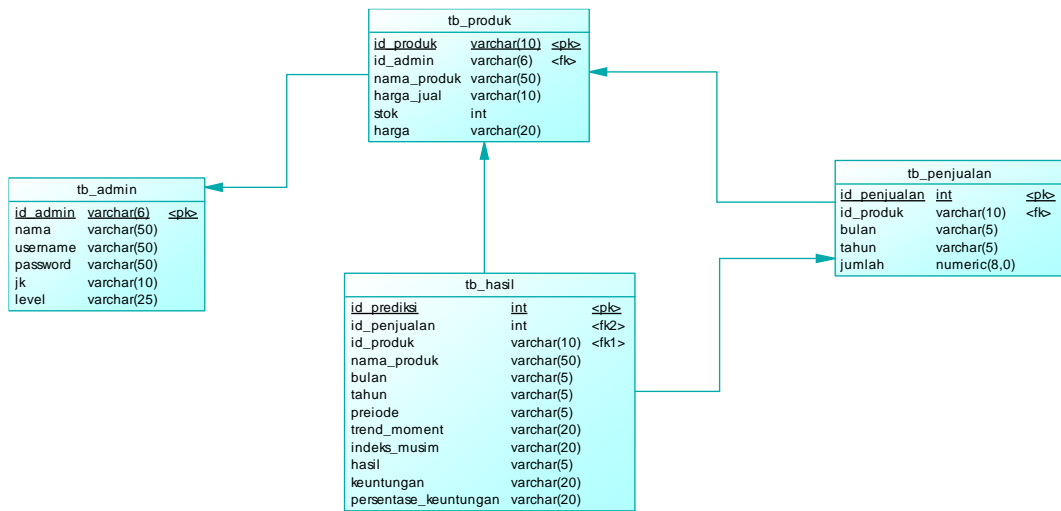 tb_produk
id_produk varchar(10) <pk>
id_admin varchar(6) <fk>
nama_produk varchar(50)
harga_jual varchar(10)
stok int
harga varchar(20)
tb_admin
id_admin varchar(6) <pk>
nama varchar(50)
username varchar(50)
password varchar(50)
jk varchar(10)
level varchar(25)
tb_penjualan
id_penjualan int <pk>
id_produk varchar(10) <fk>
bulan varchar(5)
tahun varchar(5)
jumlah numeric(8,0)
tb_hasil
id_prediksi int <pk>
id_penjualan int <fk2>
id_produk varchar(10) <fk1>
nama_produk varchar(50)
bulan varchar(5)
tahun varchar(5)
preiode varchar(5)
trend_moment varchar(20)
indeks_musim varchar(20)
hasil varchar(5)
keuntungan varchar(20)
persentase_keuntungan varchar(20)